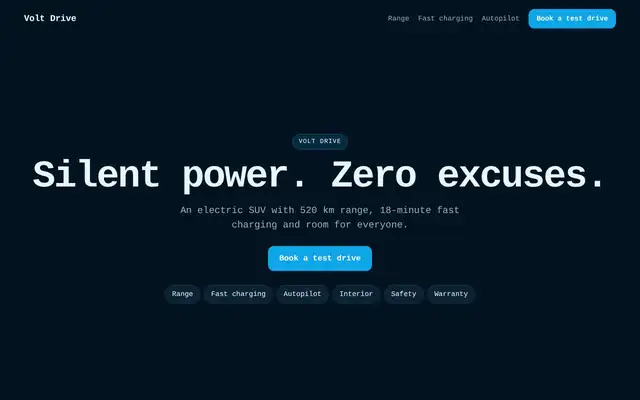 Volt Drive
Range Fast charging Autopilot Book a test drive
VOLT DRIVE
Silent power. Zero excuses.
An electric SUV with 520 km range, 18-minute fast
charging and room for everyone.
Book a test drive
Range Fast charging Autopilot Interior Safety Warranty